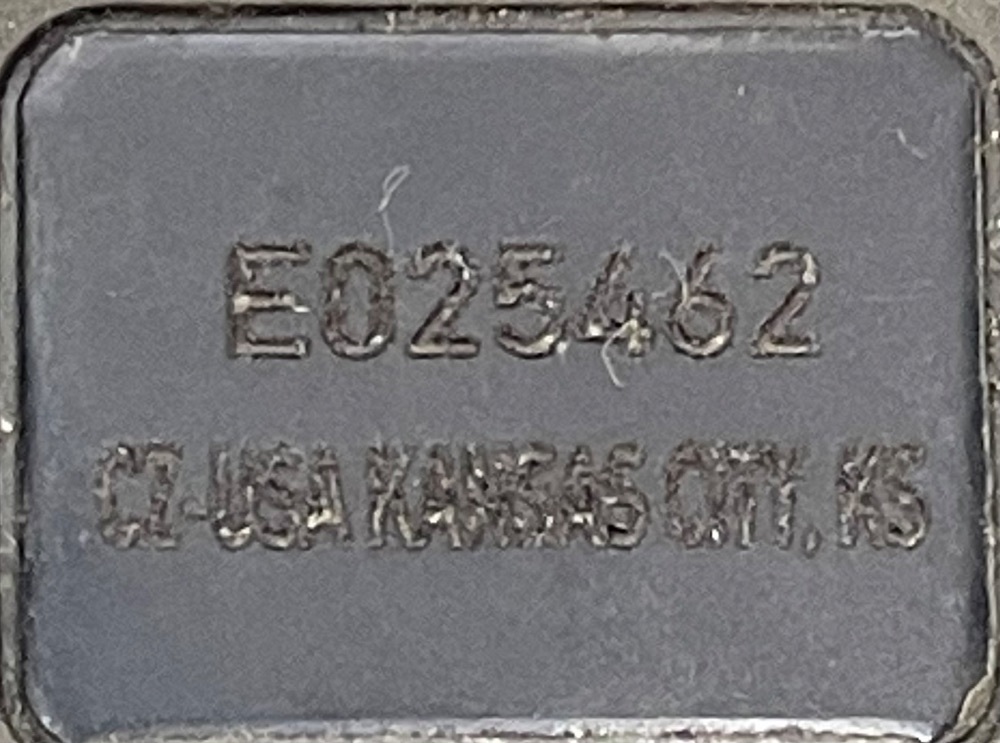 E025462
CZ-USA KANSAS CITY, KS